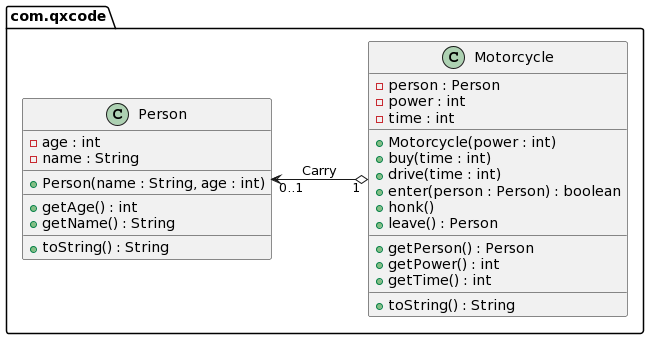 com.qxcode
Person
age : int
name : String
Person(name : String, age : int)
getAge() : int
getName() : String
toString() : String
Carry
0..1
1
Motorcycle
person : Person
power : int
time : int
Motorcycle(power : int)
buy(time : int)
drive(time : int)
enter(person : Person) : boolean
honk()
leave() : Person
getPerson() : Person
getPower() : int
getTime() : int
toString() : String